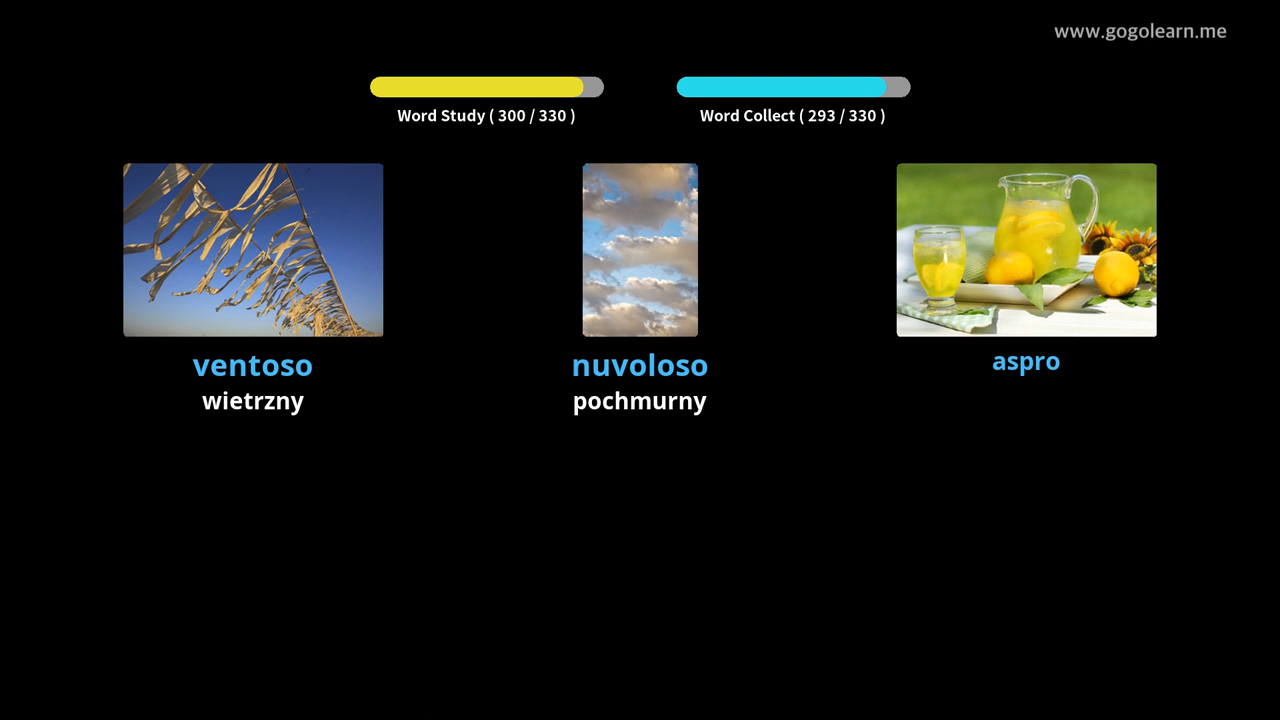 www.gogolearn.me
Word Study ( 300 / 330 )
Word Collect ( 293 / 330 )
ventoso
wietrzny
nuvoloso
pochmurny
aspro